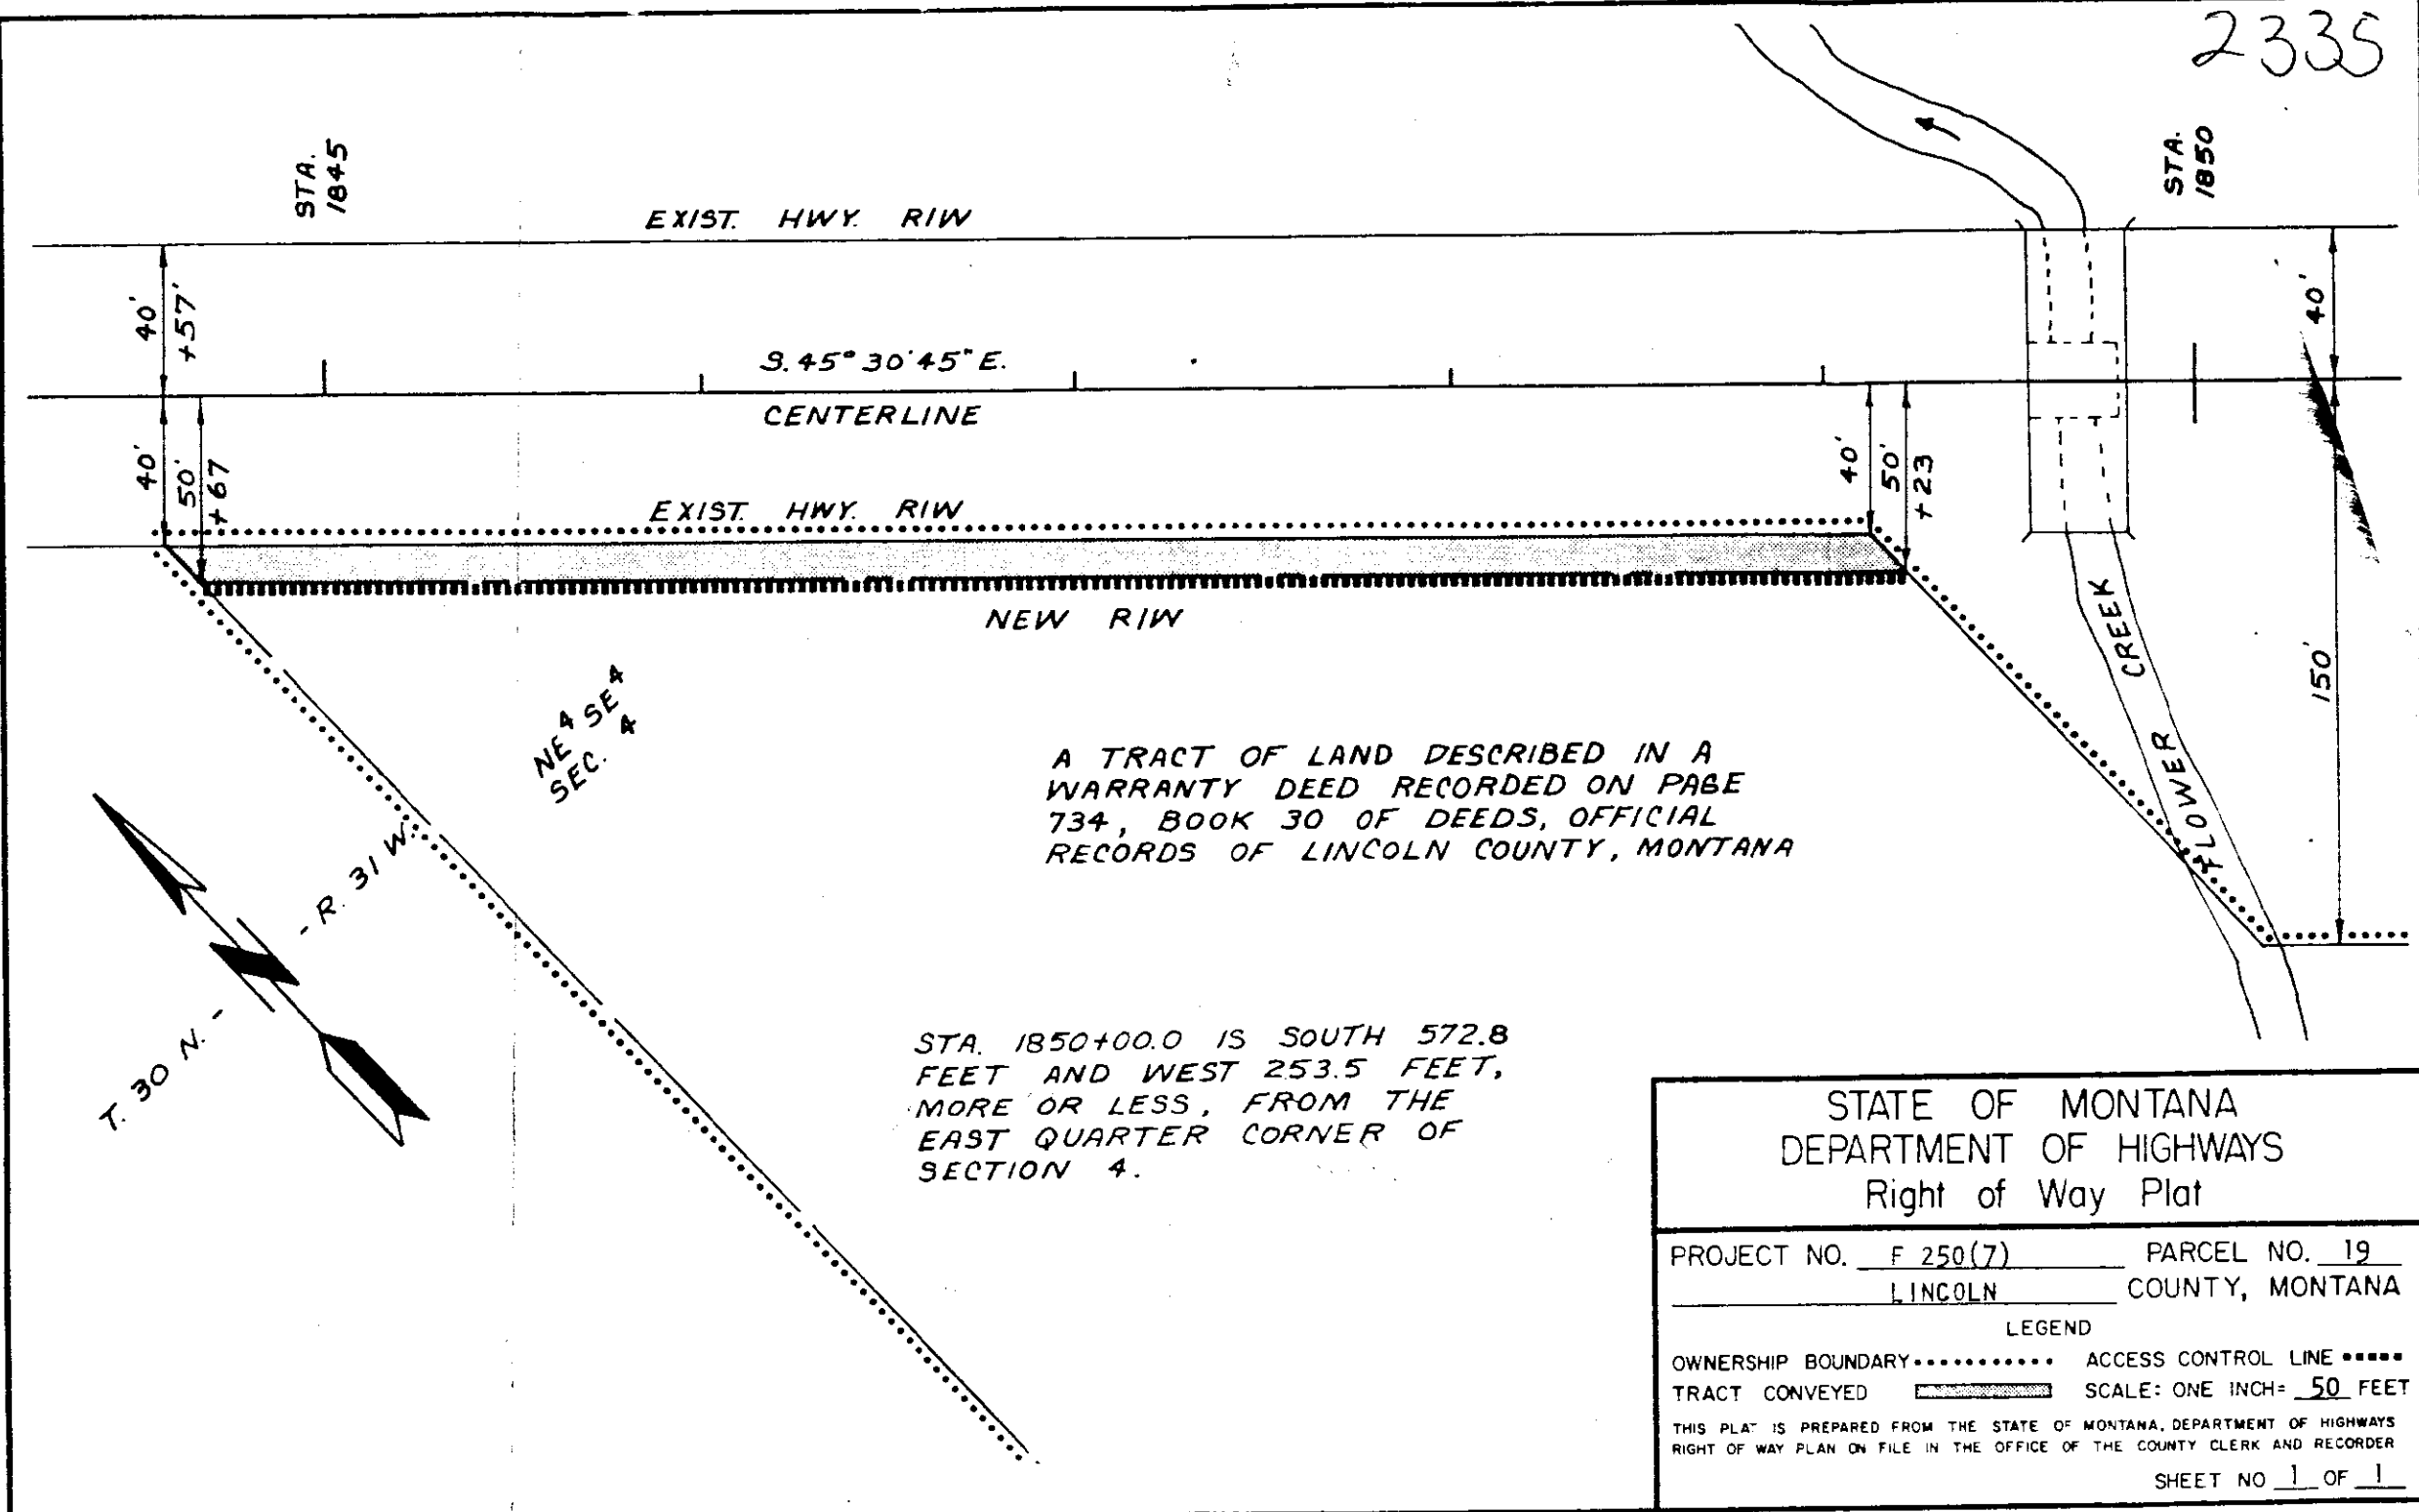 2335
STA.
1845
STA.
1850
EXIST. HWY. R/W
40'
+57'
40'
S. 45° 30' 45" E.
CENTERLINE
40'
50'
+67
40'
50'
+23
EXIST. HWY. R/W
NEW R/W
150'
FLOWER CREEK
NE4 SE4
SEC. 4
A TRACT OF LAND DESCRIBED IN A
WARRANTY DEED RECORDED ON PAGE
734, BOOK 30 OF DEEDS, OFFICIAL
RECORDS OF LINCOLN COUNTY, MONTANA
T. 30 N. - - R. 31 W.
N
STA. 1850+00.0 IS SOUTH 572.8
FEET AND WEST 253.5 FEET,
MORE OR LESS, FROM THE
EAST QUARTER CORNER OF
SECTION 4.
STATE OF MONTANA
DEPARTMENT OF HIGHWAYS
Right of Way Plat
PROJECT NO. F 250(7) PARCEL NO. 19
LINCOLN COUNTY, MONTANA
LEGEND
OWNERSHIP BOUNDARY ACCESS CONTROL LINE
TRACT CONVEYED SCALE: ONE INCH= 50 FEET
THIS PLAT IS PREPARED FROM THE STATE OF MONTANA, DEPARTMENT OF HIGHWAYS
RIGHT OF WAY PLAN ON FILE IN THE OFFICE OF THE COUNTY CLERK AND RECORDER
SHEET NO 1 OF 1